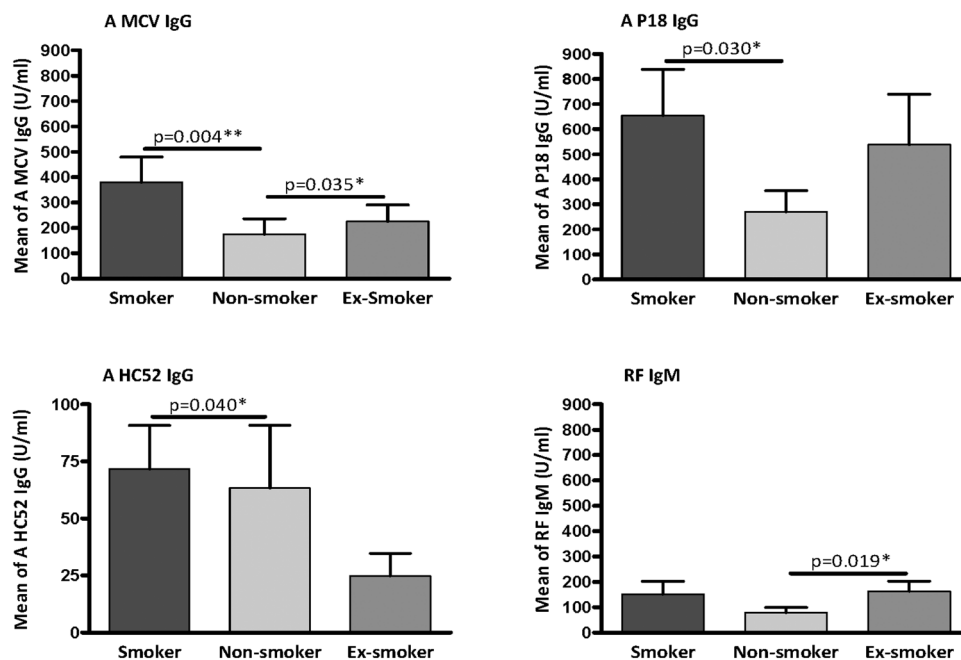 A MCV IgG
Mean of A MCV IgG (U/ml)
900
800
700
600
500
400
300
200
100
0
p=0.004**
p=0.035*
Smoker Non-smoker Ex-Smoker
A P18 IgG
Mean of A P18 IgG (U/ml)
900
800
700
600
500
400
300
200
100
0
p=0.030*
Smoker Non-smoker Ex-smoker
A HC52 IgG
Mean of A HC52 IgG (U/ml)
100
75
50
25
0
p=0.040*
Smoker Non-smoker Ex-smoker
RF IgM
Mean of RF IgM (U/ml)
900
800
700
600
500
400
300
200
100
0
p=0.019*
Smoker Non-smoker Ex-smoker